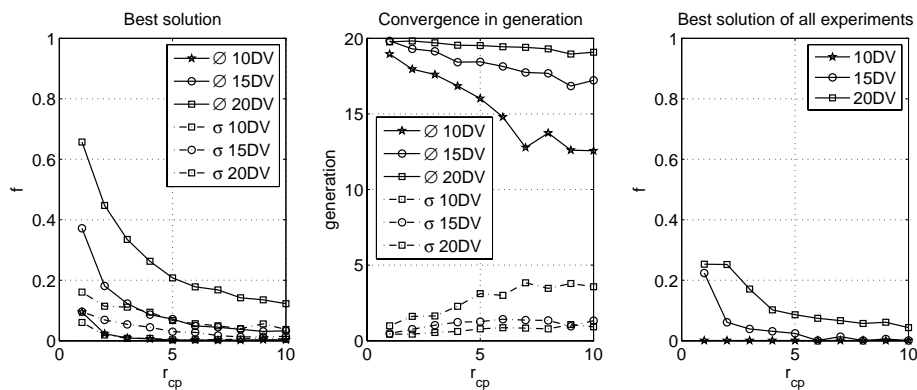 Best solution
1
0.8
0.6
0.4
0.2
0
0
5
10
f
r_cp
Ø 10DV
Ø 15DV
Ø 20DV
σ 10DV
σ 15DV
σ 20DV
Convergence in generation
20
15
10
5
0
0
5
10
generation
r_cp
Ø 10DV
Ø 15DV
Ø 20DV
σ 10DV
σ 15DV
σ 20DV
Best solution of all experiments
1
0.8
0.6
0.4
0.2
0
0
5
10
f
r_cp
10DV
15DV
20DV